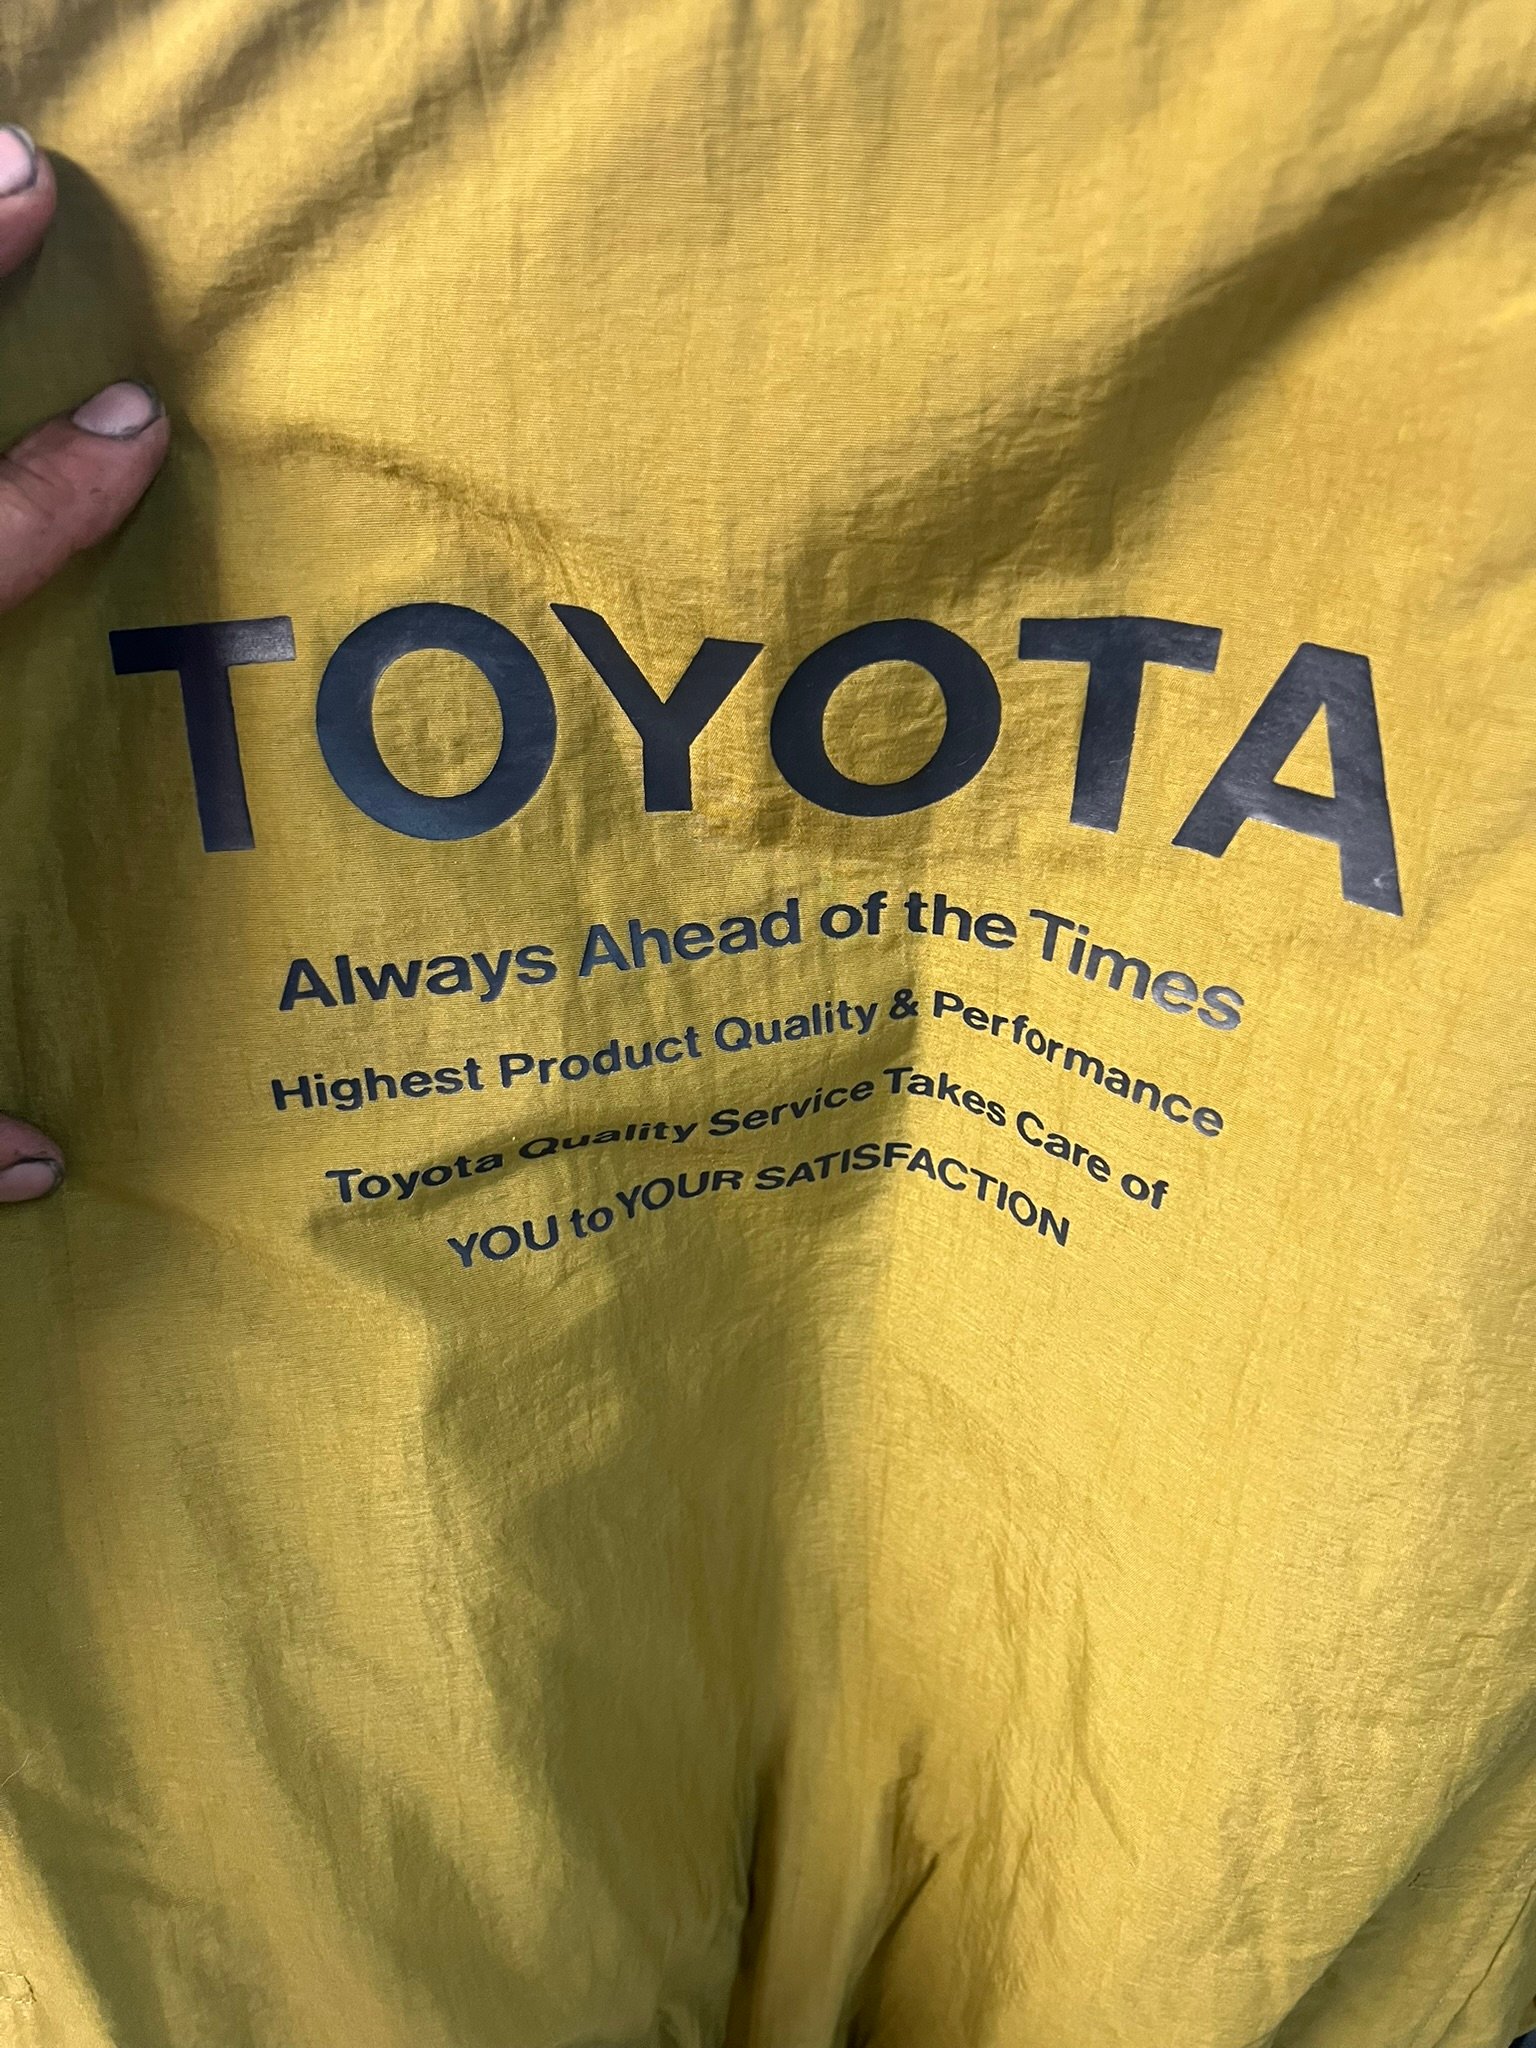 TOYOTA
Always Ahead of the Times
Highest Product Quality & Performance
Toyota Quality Service Takes Care of
YOU to YOUR SATISFACTION